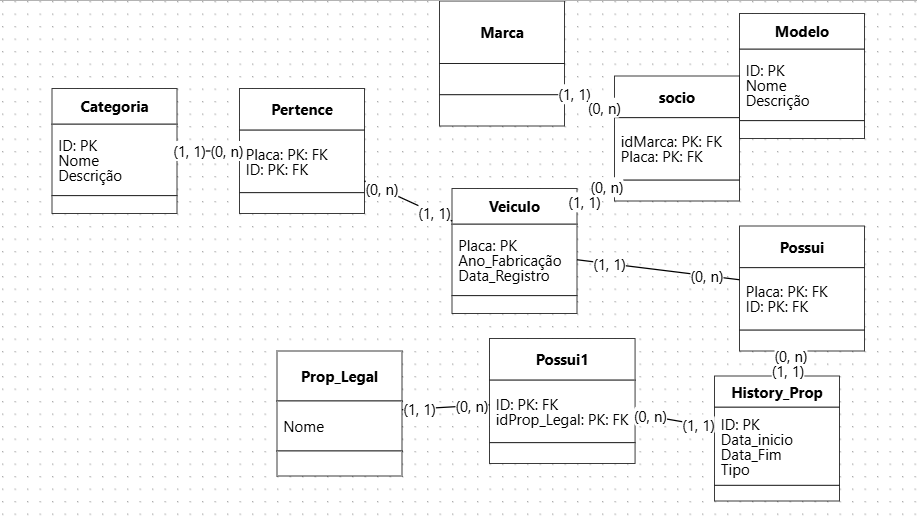 Marca
Modelo
ID: PK
Nome
Descrição
Categoria
ID: PK
Nome
Descrição
Pertence
Placa: PK: FK
ID: PK: FK
socio
idMarca: PK: FK
Placa: PK: FK
(1, 1)
(0, n)
(1, 1)
(0, n)
(0, n)
(1, 1)
(0, n)
(1, 1)
Veiculo
Placa: PK
Ano_Fabricação
Data_Registro
(1, 1)
(0, n)
Possui
Placa: PK: FK
ID: PK: FK
(0, n)
(1, 1)
Prop_Legal
Nome
(1, 1)
(0, n)
Possui1
ID: PK: FK
idProp_Legal: PK: FK
(0, n)
(1, 1)
History_Prop
ID: PK
Data_inicio
Data_Fim
Tipo